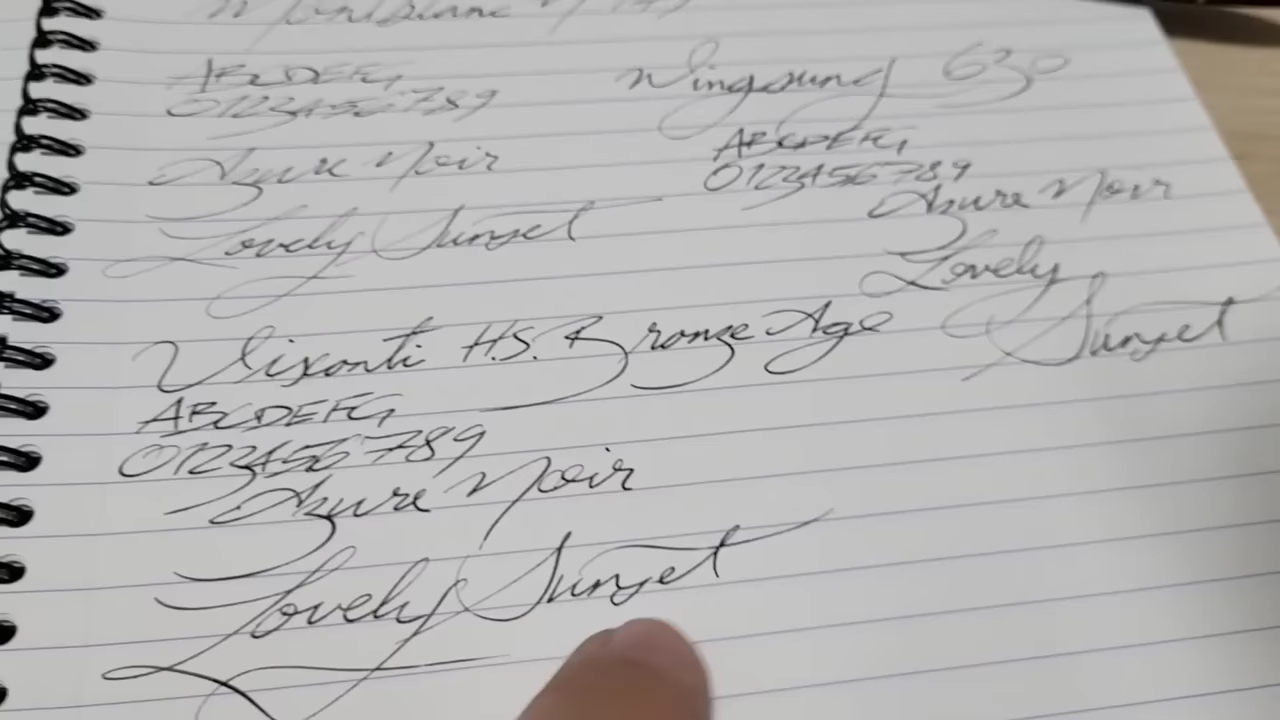 Montblanc
ABCDEFG
0123456789
Azure Noir
Lovely Sunset
Wingsung 630
ABCDEFG
0123456789
Azure Noir
Lovely
Sunset
Visconti H.S. Bronze Age
ABCDEFG
0123456789
Azure Noir
Lovely Sunset